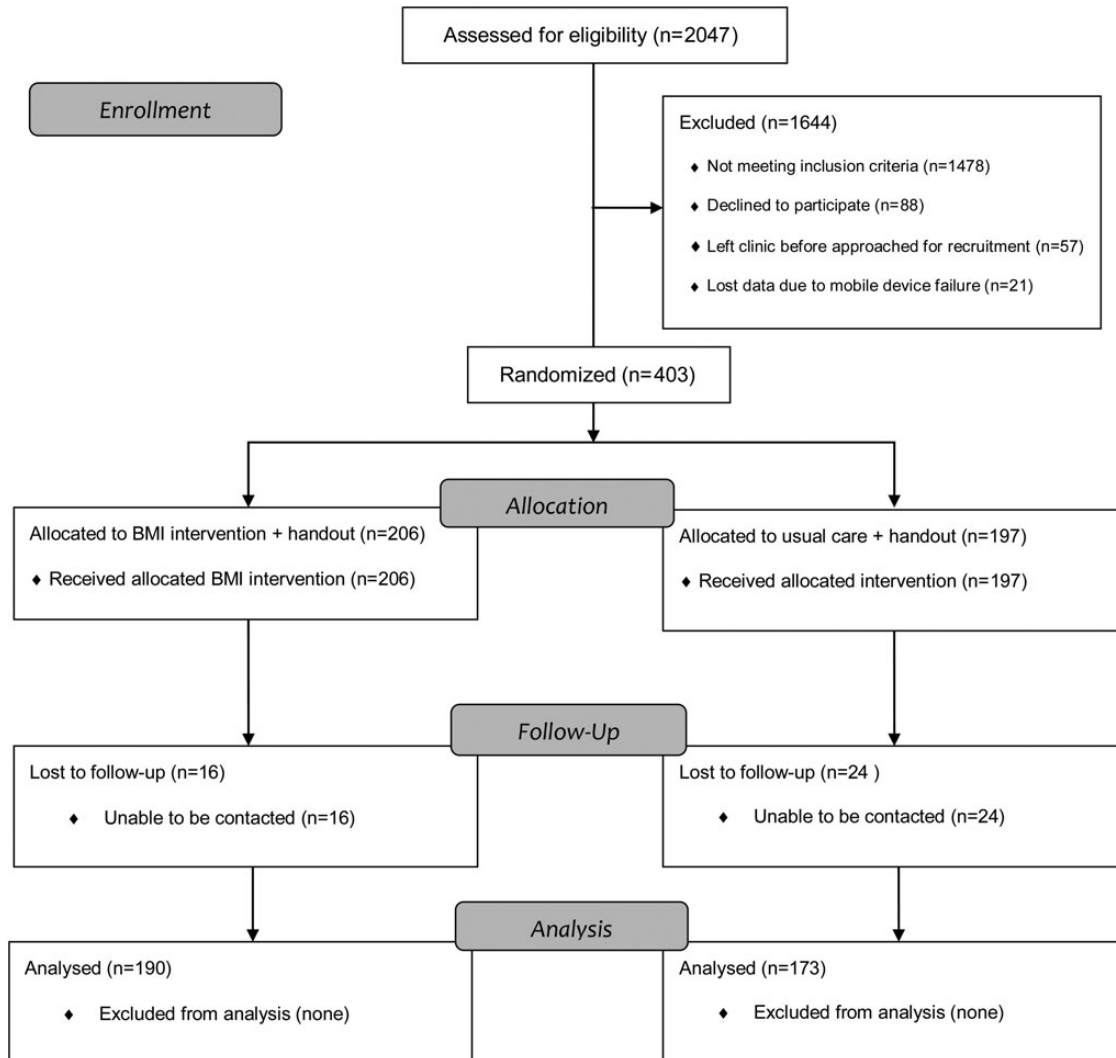 Assessed for eligibility (n=2047)
Enrollment
Excluded (n=1644)
♦ Not meeting inclusion criteria (n=1478)
♦ Declined to participate (n=88)
♦ Left clinic before approached for recruitment (n=57)
♦ Lost data due to mobile device failure (n=21)
Randomized (n=403)
Allocation
Allocated to BMI intervention + handout (n=206)
♦ Received allocated BMI intervention (n=206)
Allocated to usual care + handout (n=197)
♦ Received allocated intervention (n=197)
Follow-Up
Lost to follow-up (n=16)
♦ Unable to be contacted (n=16)
Lost to follow-up (n=24 )
♦ Unable to be contacted (n=24)
Analysis
Analysed (n=190)
♦ Excluded from analysis (none)
Analysed (n=173)
♦ Excluded from analysis (none)